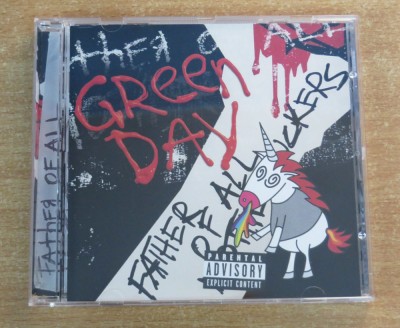 FATHER OF ALL
Green
DAY
FATHER
OF ALL
PARENTAL
ADVISORY
EXPLICIT CONTENT